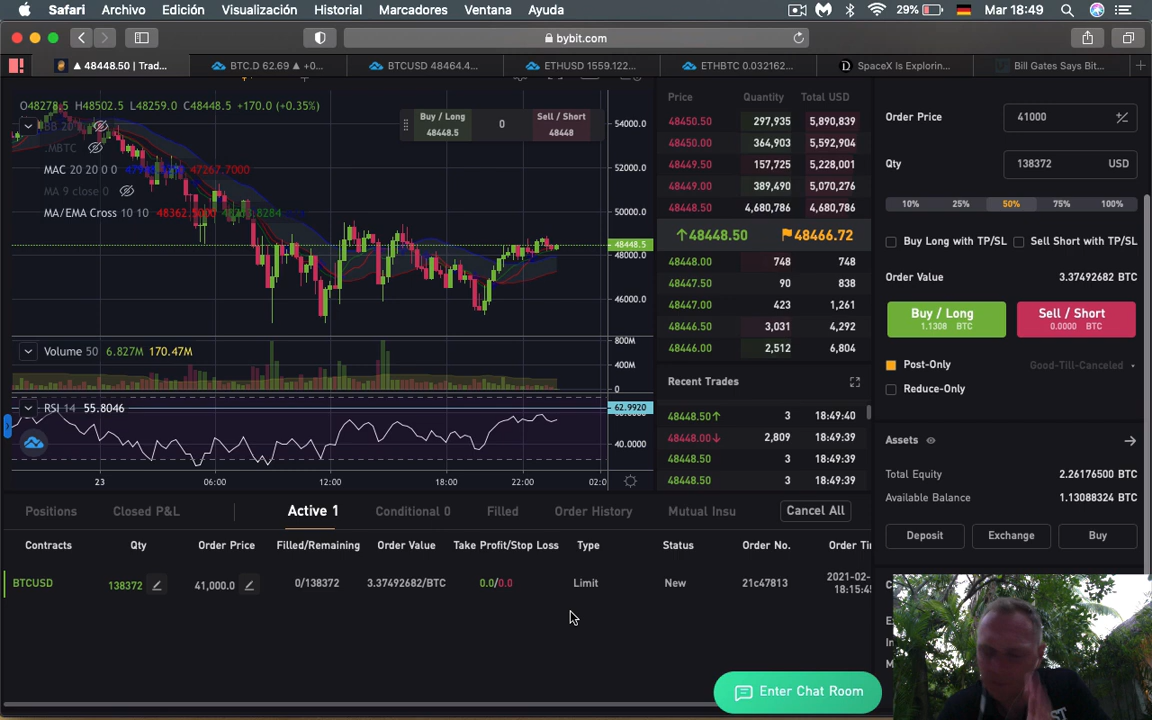 Safari Archivo Edición Visualización Historial Marcadores Ventana Ayuda 29% Mar 18:49
bybit.com
▲ 48448.50 | Trad... BTC.D 62.69 ▲ +0... BTCUSD 48464.4... ETHUSD 1559.122... ETHBTC 0.032162... SpaceX Is Explorin... Bill Gates Says Bit...
O48278.5 H48502.5 L48259.0 C48448.5 +170.0 (+0.35%)
BB 20
.MBTC
MAC 20 20 0 0 47267.7000
MA 9 close 0
MA/EMA Cross 10 10
Buy / Long
48448.5
0
Sell / Short
48448
54000.0
52000.0
50000.0
48448.5
48000.0
46000.0
Volume 50 6.827M 170.47M
800M
400M
0
RSI 14 55.8046
62.9920
40.0000
23 06:00 12:00 18:00 22:00 02:0
Price Quantity Total USD
48450.50 297,935 5,890,839
48450.00 364,903 5,592,904
48449.50 157,725 5,228,001
48449.00 389,490 5,070,276
48448.50 4,680,786 4,680,786
↑48448.50 48466.72
48448.00 748 748
48447.50 90 838
48447.00 423 1,261
48446.50 3,031 4,292
48446.00 2,512 6,804
Recent Trades
48448.50↑ 3 18:49:40
48448.00↓ 2,809 18:49:39
48448.50 3 18:49:39
48448.50 3 18:49:39
Order Price 41000
Qty 138372 USD
10% 25% 50% 75% 100%
Buy Long with TP/SL Sell Short with TP/SL
Order Value 3.37492682 BTC
Buy / Long
1.1308 BTC
Sell / Short
0.0000 BTC
Post-Only Good-Till-Canceled
Reduce-Only
Assets
Total Equity 2.26176500 BTC
Available Balance 1.13088324 BTC
Deposit Exchange Buy
Positions Closed P&L Active 1 Conditional 0 Filled Order History Mutual Insu Cancel All
Contracts Qty Order Price Filled/Remaining Order Value Take Profit/Stop Loss Type Status Order No. Order Tim
BTCUSD 138372 41,000.0 0/138372 3.37492682/BTC 0.0/0.0 Limit New 21c47813 2021-02-
18:15:45
Enter Chat Room